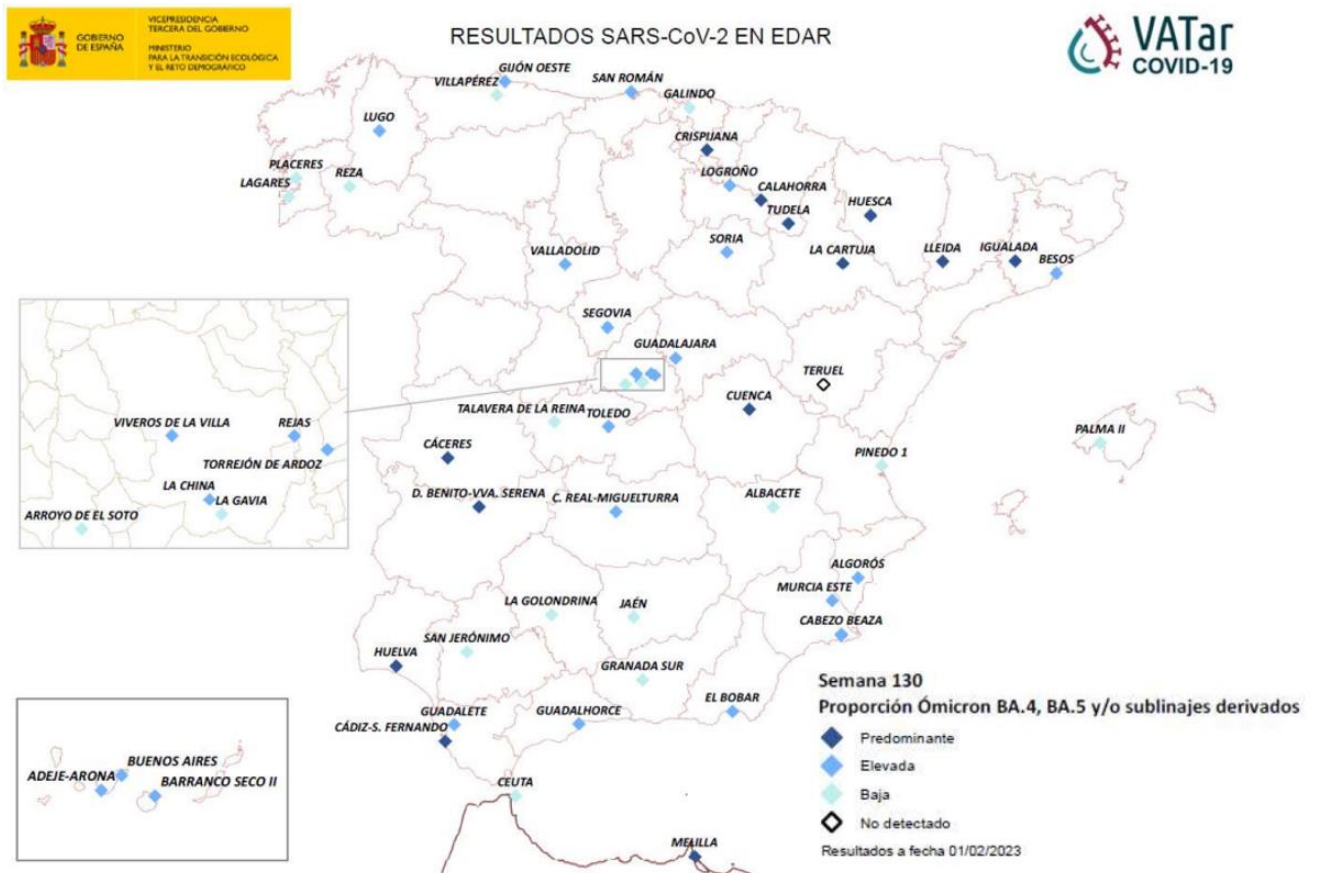 GOBIERNO
DE ESPAÑA
VICEPRESIDENCIA
TERCERA DEL GOBIERNO
MINISTERIO
PARA LA TRANSICIÓN ECOLÓGICA
Y EL RETO DEMOGRÁFICO
RESULTADOS SARS-CoV-2 EN EDAR
VATar
COVID-19
GIJÓN OESTE
VILLAPÉREZ
SAN ROMÁN
GALINDO
LUGO
CRISPIJANA
PLACERES
REZA
LAGARES
LOGROÑO
CALAHORRA
TUDELA
HUESCA
VALLADOLID
SORIA
LA CARTUJA
LLEIDA
IGUALADA
BESOS
SEGOVIA
GUADALAJARA
TERUEL
CUENCA
TALAVERA DE LA REINA
TOLEDO
VIVEROS DE LA VILLA
REJAS
TORREJÓN DE ARDOZ
LA CHINA
LA GAVIA
ARROYO DE EL SOTO
CÁCERES
PINEDO 1
PALMA II
D. BENITO-VVA. SERENA
C. REAL-MIGUELTURRA
ALBACETE
ALGORÓS
MURCIA ESTE
CABEZO BEAZA
LA GOLONDRINA
JAÉN
SAN JERÓNIMO
HUELVA
GRANADA SUR
EL BOBAR
GUADALETE
GUADALHORCE
CÁDIZ-S. FERNANDO
BUENOS AIRES
ADEJE-ARONA
BARRANCO SECO II
CEUTA
MELILLA
Semana 130
Proporción Ómicron BA.4, BA.5 y/o sublinajes derivados
Predominante
Elevada
Baja
No detectado
Resultados a fecha 01/02/2023